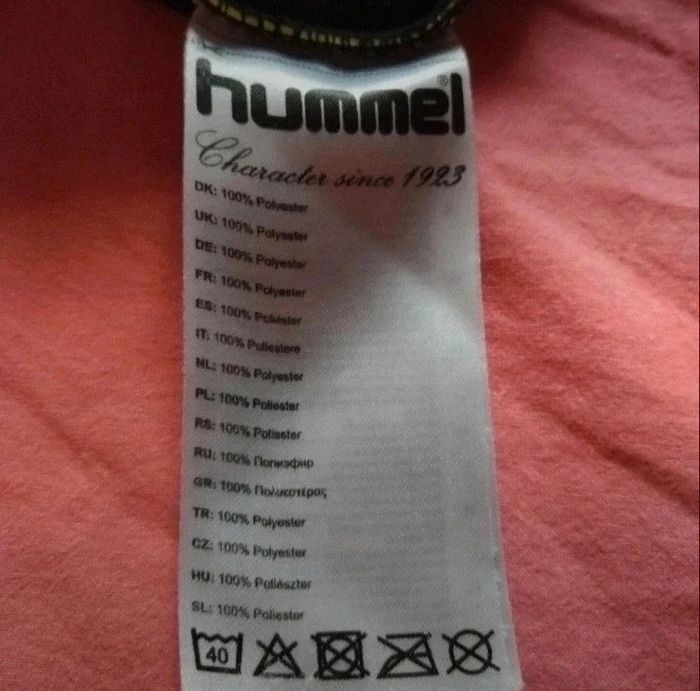 hummel®
Character since 1923
DK: 100% Polyester
UK: 100% Polyester
DE: 100% Polyester
FR: 100% Polyester
ES: 100% Poliéster
IT: 100% Poliestere
NL: 100% Polyester
PL: 100% Poliester
RS: 100% Poliester
RU: 100% Полиэфир
GR: 100% Πολυεστέρας
TR: 100% Polyester
CZ: 100% Polyester
HU: 100% Poliészter
SL: 100% Poliester
40